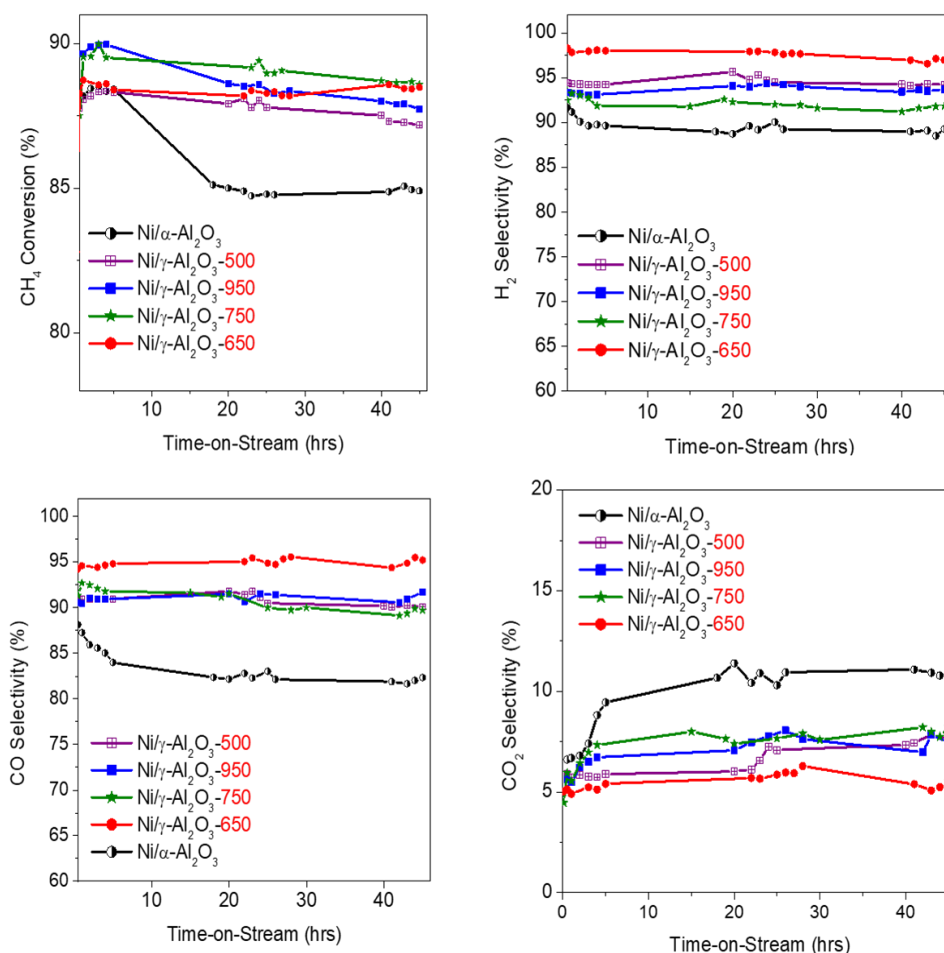 90
85
80
CH₄ Conversion (%)
Ni/α-Al₂O₃
Ni/γ-Al₂O₃-500
Ni/γ-Al₂O₃-950
Ni/γ-Al₂O₃-750
Ni/γ-Al₂O₃-650
10 20 30 40
Time-on-Stream (hrs)
100
95
90
85
80
75
70
65
60
H₂ Selectivity (%)
Ni/α-Al₂O₃
Ni/γ-Al₂O₃-500
Ni/γ-Al₂O₃-950
Ni/γ-Al₂O₃-750
Ni/γ-Al₂O₃-650
10 20 30 40
Time-on-Stream (hrs)
100
95
90
85
80
75
70
65
60
CO Selectivity (%)
Ni/γ-Al₂O₃-500
Ni/γ-Al₂O₃-950
Ni/γ-Al₂O₃-750
Ni/γ-Al₂O₃-650
Ni/α-Al₂O₃
10 20 30 40
Time-on-Stream (hrs)
20
15
10
5
0
CO₂ Selectivity (%)
Ni/α-Al₂O₃
Ni/γ-Al₂O₃-500
Ni/γ-Al₂O₃-950
Ni/γ-Al₂O₃-750
Ni/γ-Al₂O₃-650
0 10 20 30 40
Time-on-Stream (hrs)